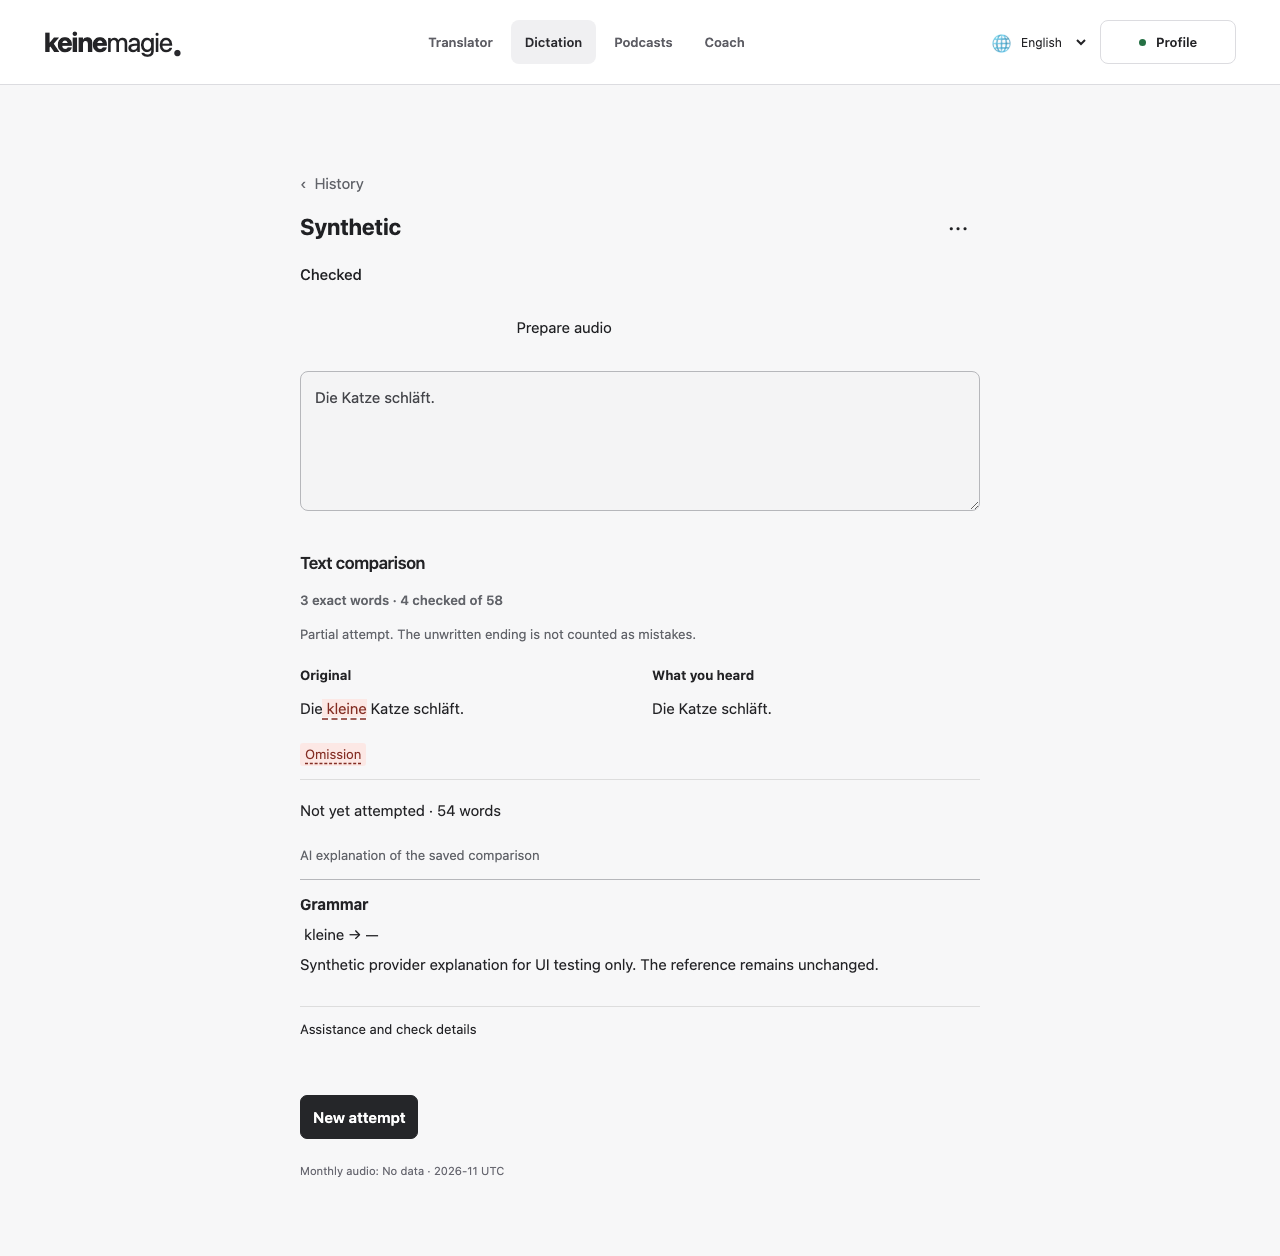 keinemagie.
Translator Dictation Podcasts Coach
English
Profile
‹ History
Synthetic
...
Checked
Prepare audio
Die Katze schläft.
Text comparison
3 exact words · 4 checked of 58
Partial attempt. The unwritten ending is not counted as mistakes.
Original
Die kleine Katze schläft.
What you heard
Die Katze schläft.
Omission
Not yet attempted · 54 words
AI explanation of the saved comparison
Grammar
kleine → —
Synthetic provider explanation for UI testing only. The reference remains unchanged.
Assistance and check details
New attempt
Monthly audio: No data · 2026-11 UTC